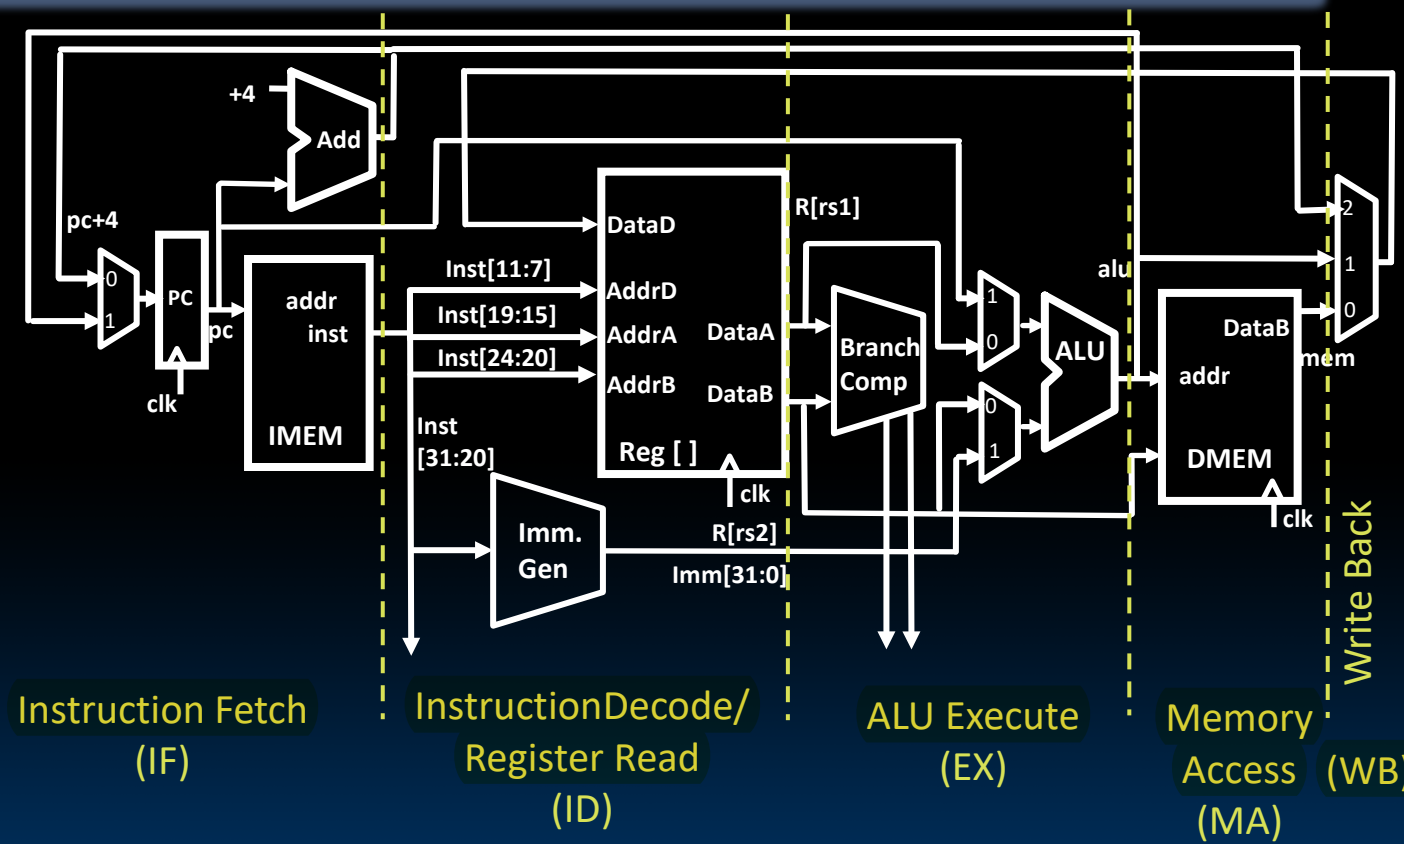 +4
Add
pc+4
0
1
PC
pc
clk
addr
inst
IMEM
Inst[11:7]
Inst[19:15]
Inst[24:20]
Inst
[31:20]
DataD
AddrD
AddrA
AddrB
DataA
DataB
Reg [ ]
clk
Imm.
Gen
R[rs1]
R[rs2]
Imm[31:0]
Branch
Comp
1
0
0
1
ALU
alu
addr
DataB
DMEM
clk
mem
2
1
0
Instruction Fetch
(IF)
InstructionDecode/
Register Read
(ID)
ALU Execute
(EX)
Memory
Access
(MA)
Write Back
(WB)